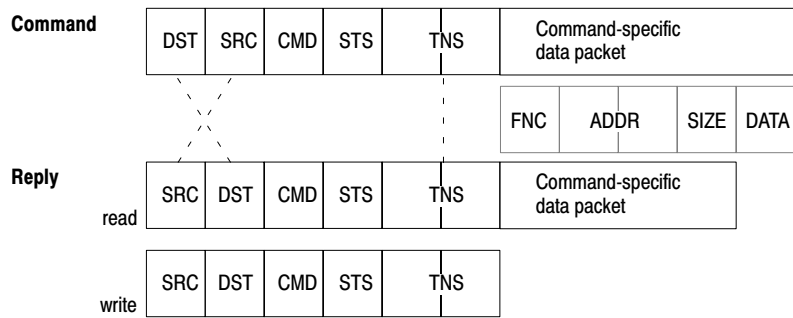 Command
DST SRC CMD STS TNS Command-specific
data packet
FNC ADDR SIZE DATA
Reply
read SRC DST CMD STS TNS Command-specific
data packet
write SRC DST CMD STS TNS